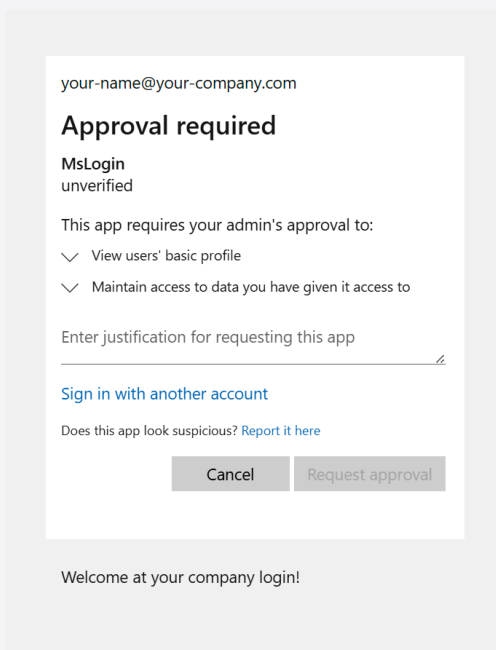 your-name@your-company.com
Approval required
MsLogin
unverified
This app requires your admin's approval to:
View users' basic profile
Maintain access to data you have given it access to
Enter justification for requesting this app
Sign in with another account
Does this app look suspicious? Report it here
Cancel Request approval
Welcome at your company login!